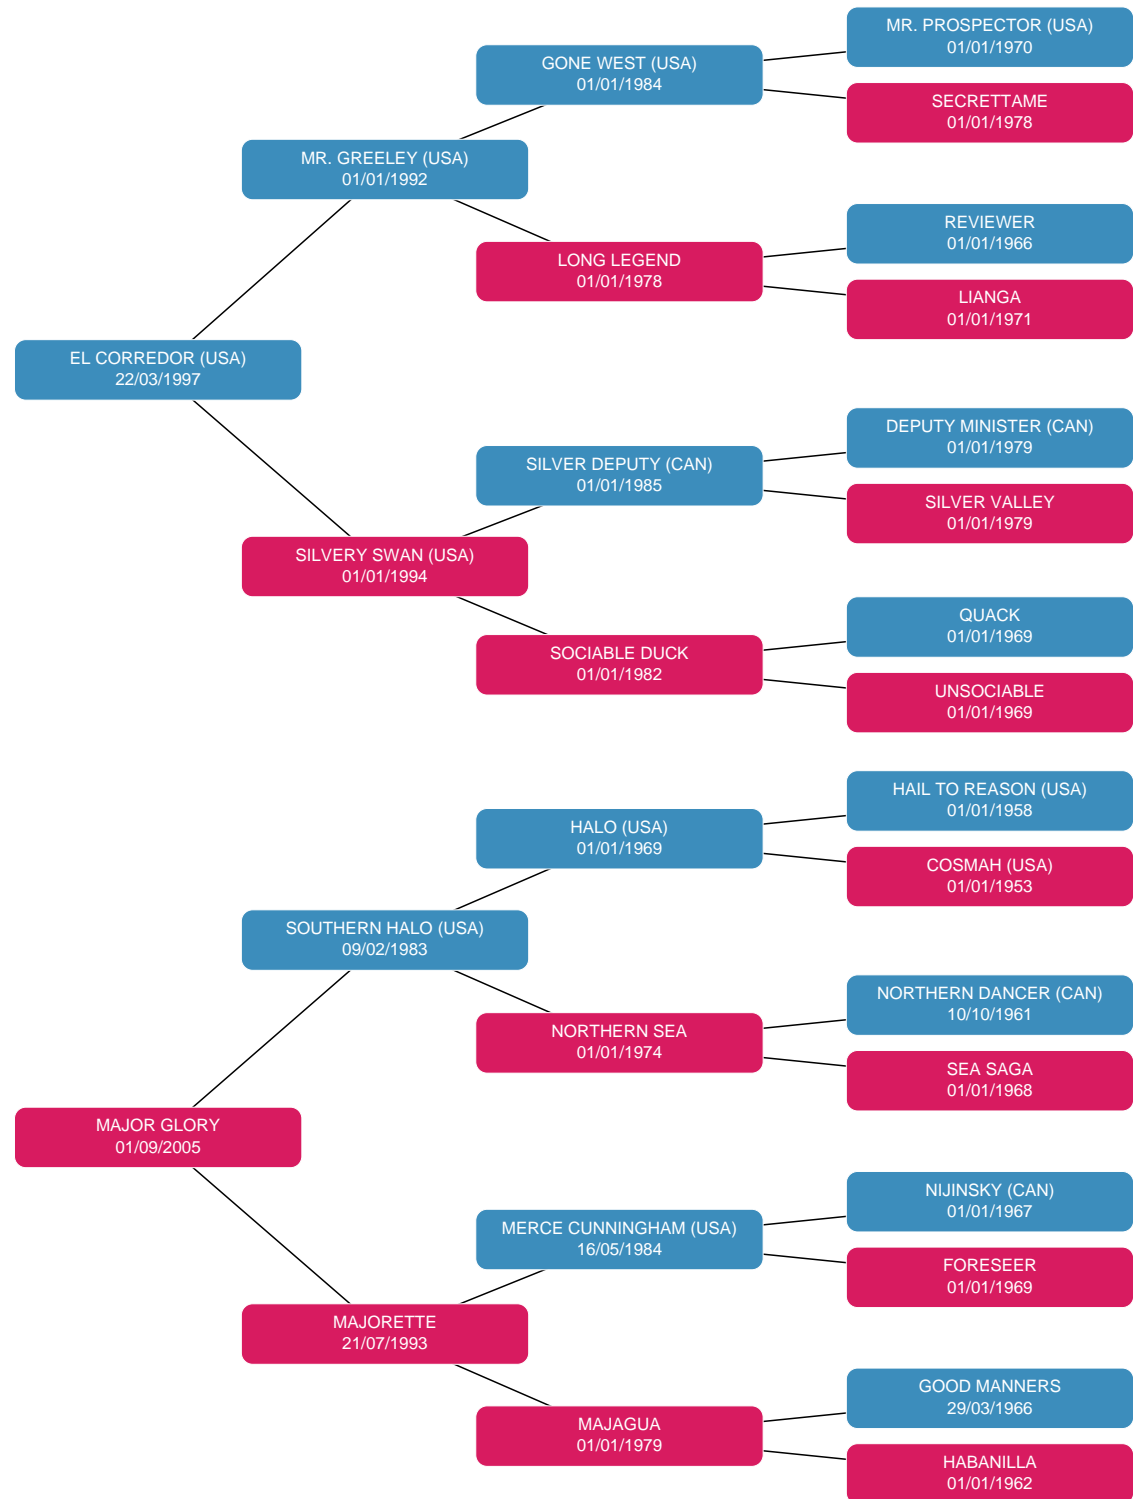 MR. PROSPECTOR (USA)
01/01/1970
GONE WEST (USA)
01/01/1984
SECRETTAME
01/01/1978
MR. GREELEY (USA)
01/01/1992
REVIEWER
01/01/1966
LONG LEGEND
01/01/1978
LIANGA
01/01/1971
EL CORREDOR (USA)
22/03/1997
DEPUTY MINISTER (CAN)
01/01/1979
SILVER DEPUTY (CAN)
01/01/1985
SILVER VALLEY
01/01/1979
SILVERY SWAN (USA)
01/01/1994
QUACK
01/01/1969
SOCIABLE DUCK
01/01/1982
UNSOCIABLE
01/01/1969
HAIL TO REASON (USA)
01/01/1958
HALO (USA)
01/01/1969
COSMAH (USA)
01/01/1953
SOUTHERN HALO (USA)
09/02/1983
NORTHERN DANCER (CAN)
10/10/1961
NORTHERN SEA
01/01/1974
SEA SAGA
01/01/1968
MAJOR GLORY
01/09/2005
NIJINSKY (CAN)
01/01/1967
MERCE CUNNINGHAM (USA)
16/05/1984
FORESEER
01/01/1969
MAJORETTE
21/07/1993
GOOD MANNERS
29/03/1966
MAJAGUA
01/01/1979
HABANILLA
01/01/1962